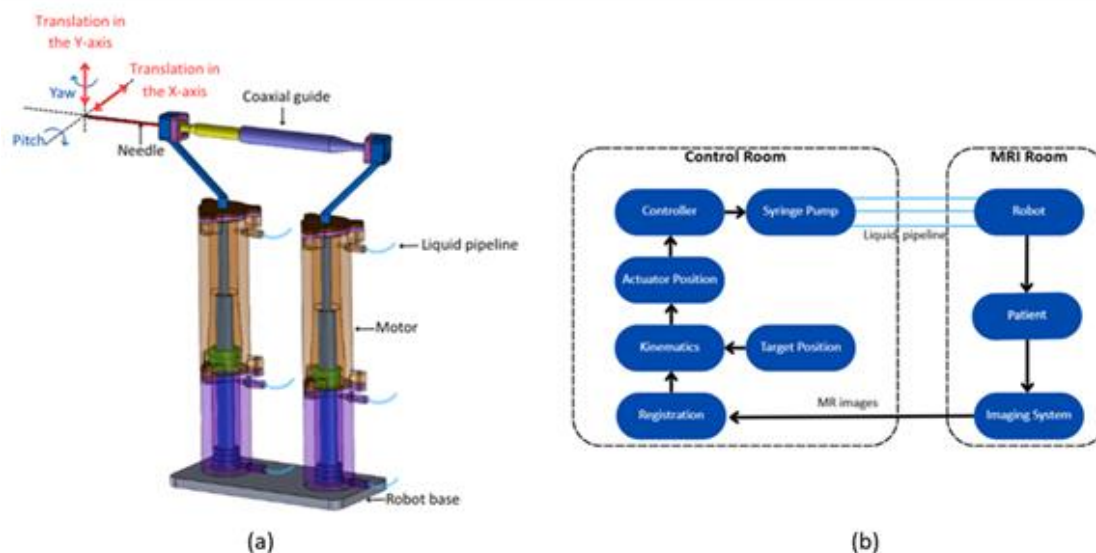 Translation in
the Y-axis
Translation in
the X-axis
Yaw
Pitch
Needle
Coaxial guide
Liquid pipeline
Motor
Robot base
(a)
Control Room
MRI Room
Controller
Syringe Pump
Robot
Liquid pipeline
Actuator Position
Patient
Kinematics
Target Position
Registration
MR images
Imaging System
(b)